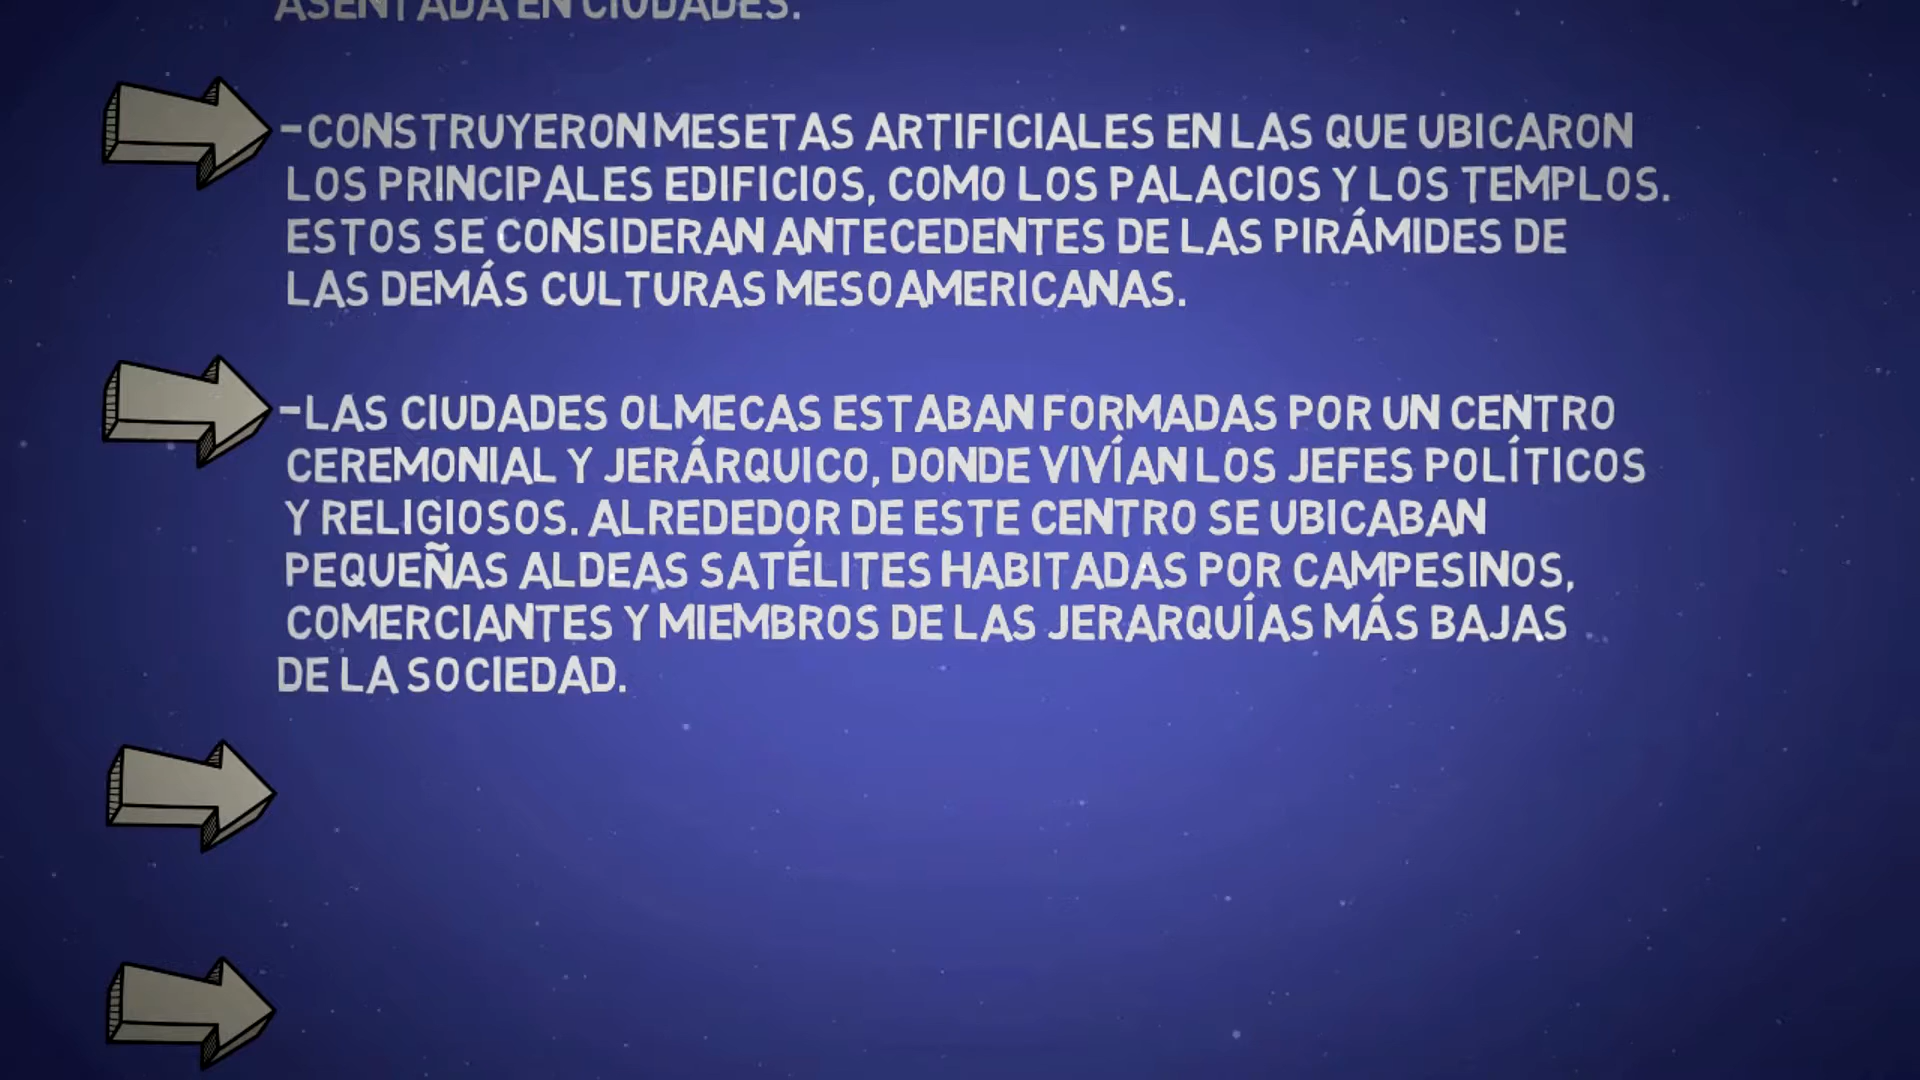 ASENTADA EN CIUDADES.
-CONSTRUYERON MESETAS ARTIFICIALES EN LAS QUE UBICARON
LOS PRINCIPALES EDIFICIOS, COMO LOS PALACIOS Y LOS TEMPLOS.
ESTOS SE CONSIDERAN ANTECEDENTES DE LAS PIRÁMIDES DE
LAS DEMÁS CULTURAS MESOAMERICANAS.
-LAS CIUDADES OLMECAS ESTABAN FORMADAS POR UN CENTRO
CEREMONIAL Y JERÁRQUICO, DONDE VIVÍAN LOS JEFES POLÍTICOS
Y RELIGIOSOS. ALREDEDOR DE ESTE CENTRO SE UBICABAN
PEQUEÑAS ALDEAS SATÉLITES HABITADAS POR CAMPESINOS,
COMERCIANTES Y MIEMBROS DE LAS JERARQUÍAS MÁS BAJAS
DE LA SOCIEDAD.